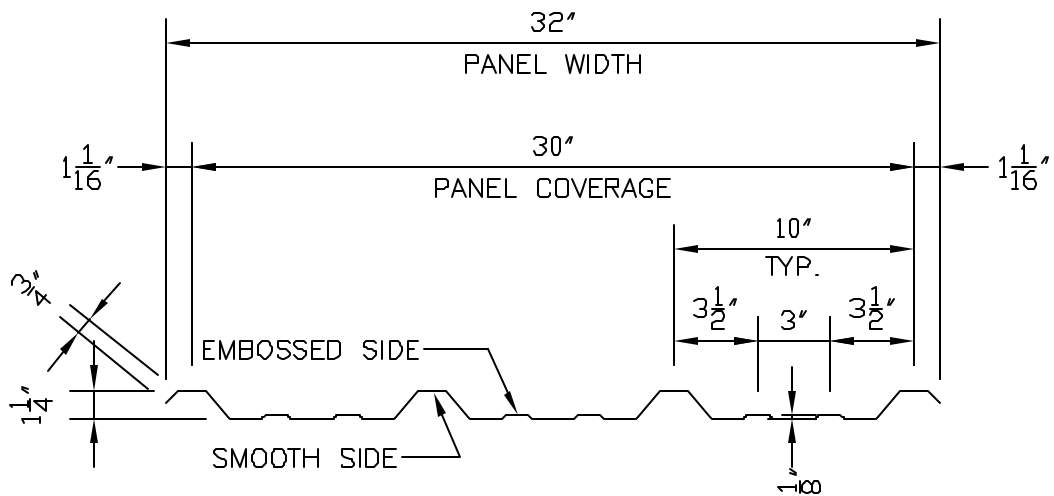 32"
PANEL WIDTH
1 1/16"
30"
PANEL COVERAGE
1 1/16"
10"
TYP.
3 1/2"
3"
3 1/2"
3/4"
EMBOSSED SIDE
1 1/4"
SMOOTH SIDE
1/8"